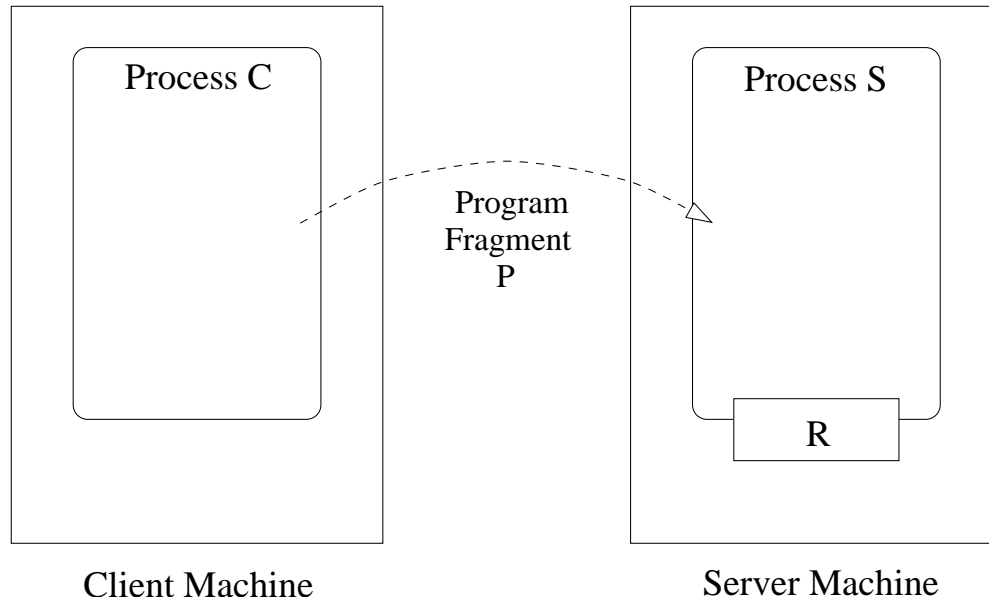 Process C
Process S
Program
Fragment
P
R
Client Machine
Server Machine